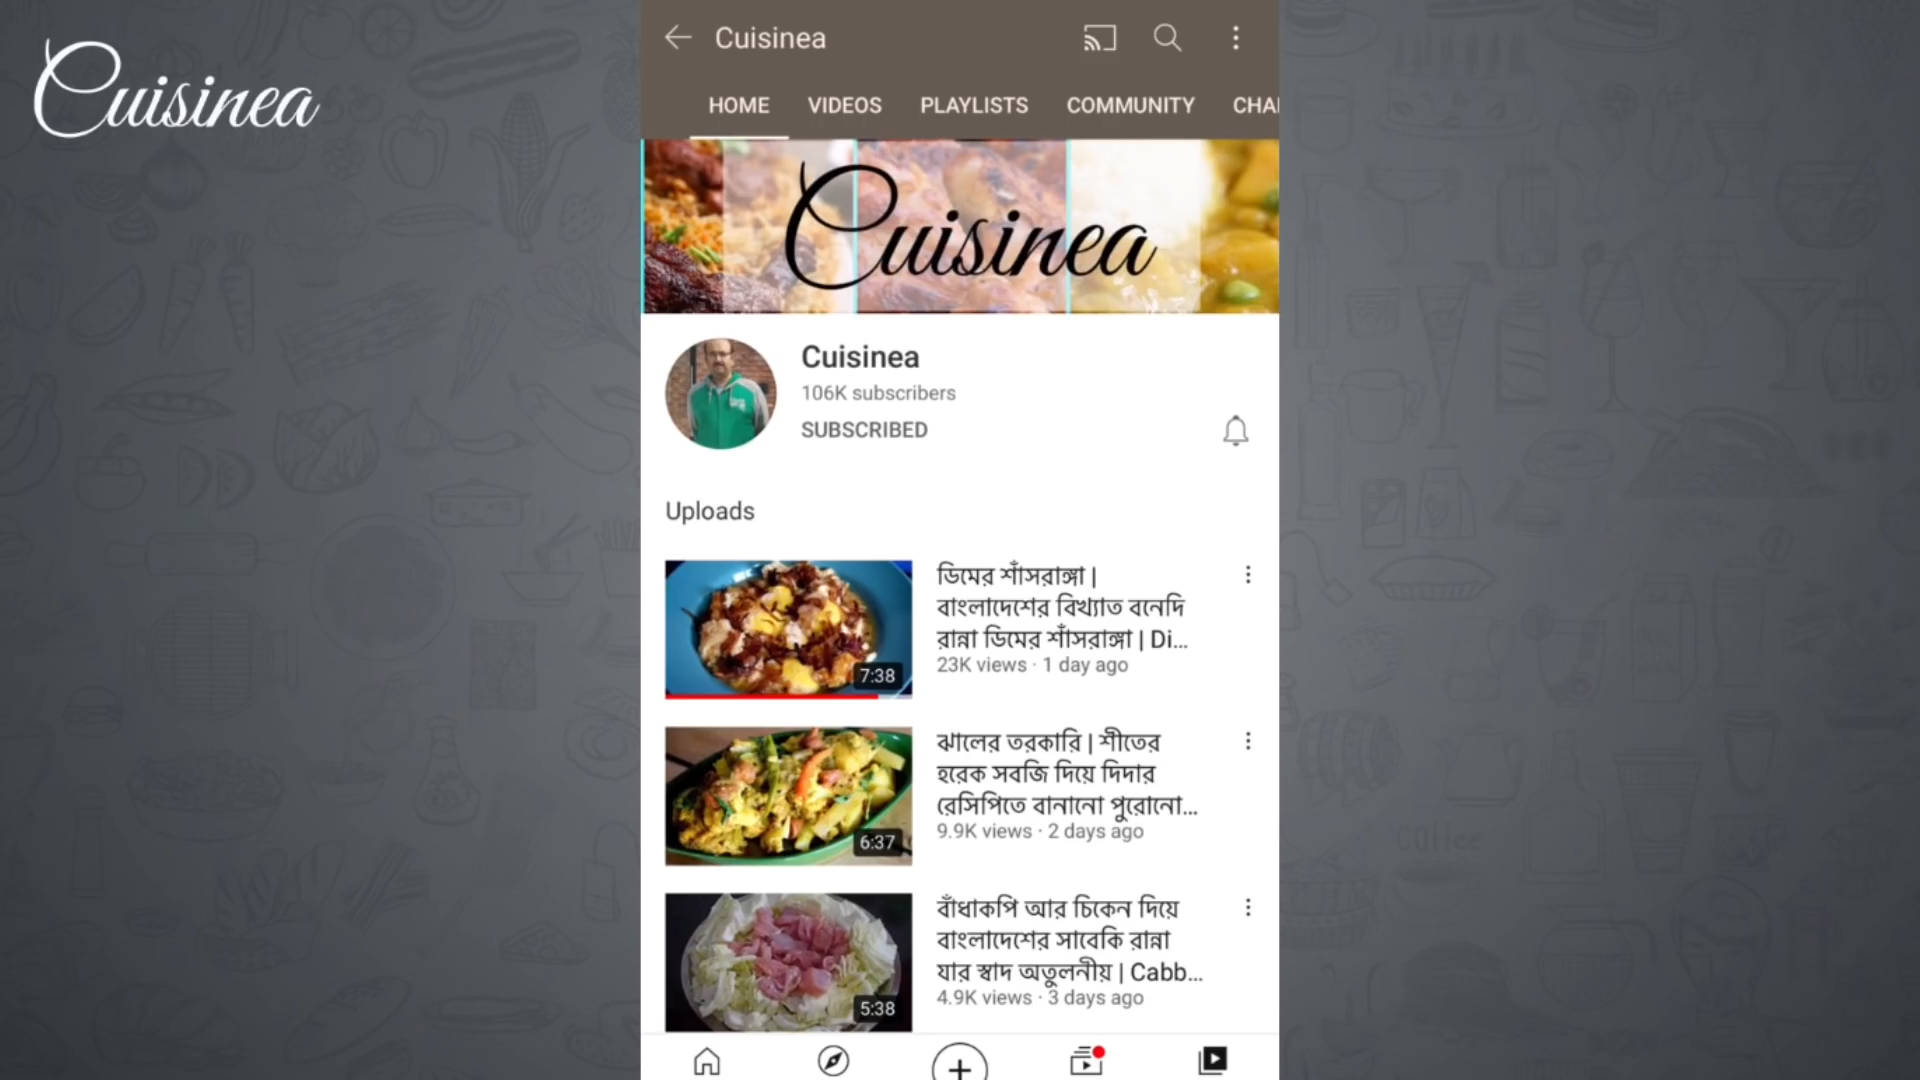 Cuisinea
Cuisinea
HOME VIDEOS PLAYLISTS COMMUNITY CHA
Cuisinea
Cuisinea
106K subscribers
SUBSCRIBED
Uploads
ডিমের শাঁসরাঙ্গা |
বাংলাদেশের বিখ্যাত বনেদি
রান্না ডিমের শাঁসরাঙ্গা | Di...
23K views · 1 day ago
7:38
ঝালের তরকারি | শীতের
হরেক সবজি দিয়ে দিদার
রেসিপিতে বানানো পুরোনো...
9.9K views · 2 days ago
6:37
বাঁধাকপি আর চিকেন দিয়ে
বাংলাদেশের সাবেকি রান্না
যার স্বাদ অতুলনীয় | Cabb...
4.9K views · 3 days ago
5:38
coffee